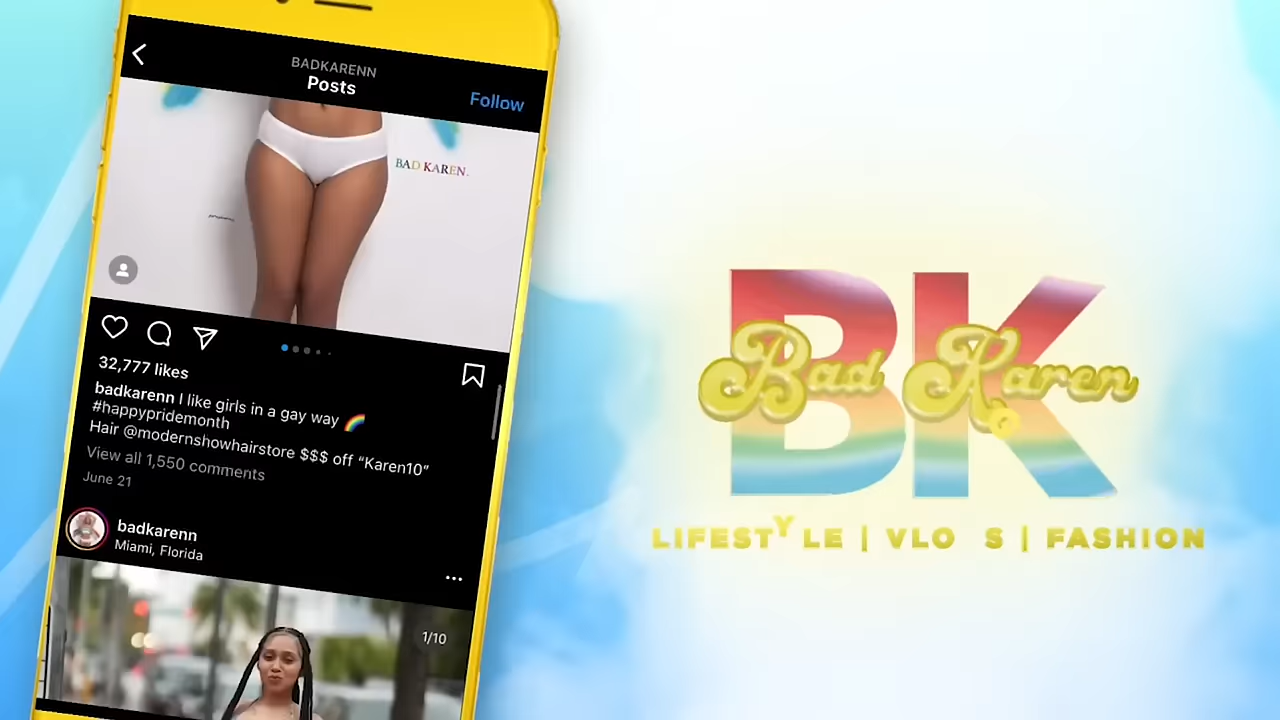 BADKARENN
Posts
Follow
BAD KAREN.
32,777 likes
badkarenn I like girls in a gay way 🌈
#happypridemonth
Hair @modernshowhairstore $$$ off “Karen10”
View all 1,550 comments
June 21
badkarenn
Miami, Florida
1/10
BK
Bad Karen
LIFESTYLE | VLO S | FASHION